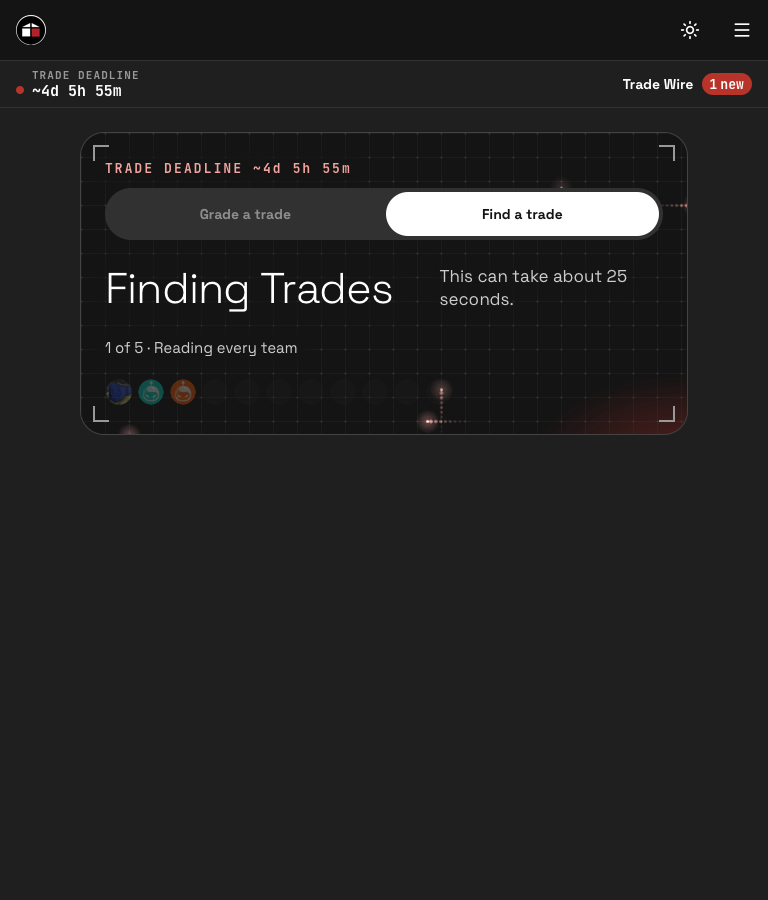 TRADE DEADLINE
~4d 5h 55m
Trade Wire
1 new
TRADE DEADLINE ~4d 5h 55m
Grade a trade
Find a trade
Finding Trades
This can take about 25
seconds.
1 of 5 · Reading every team